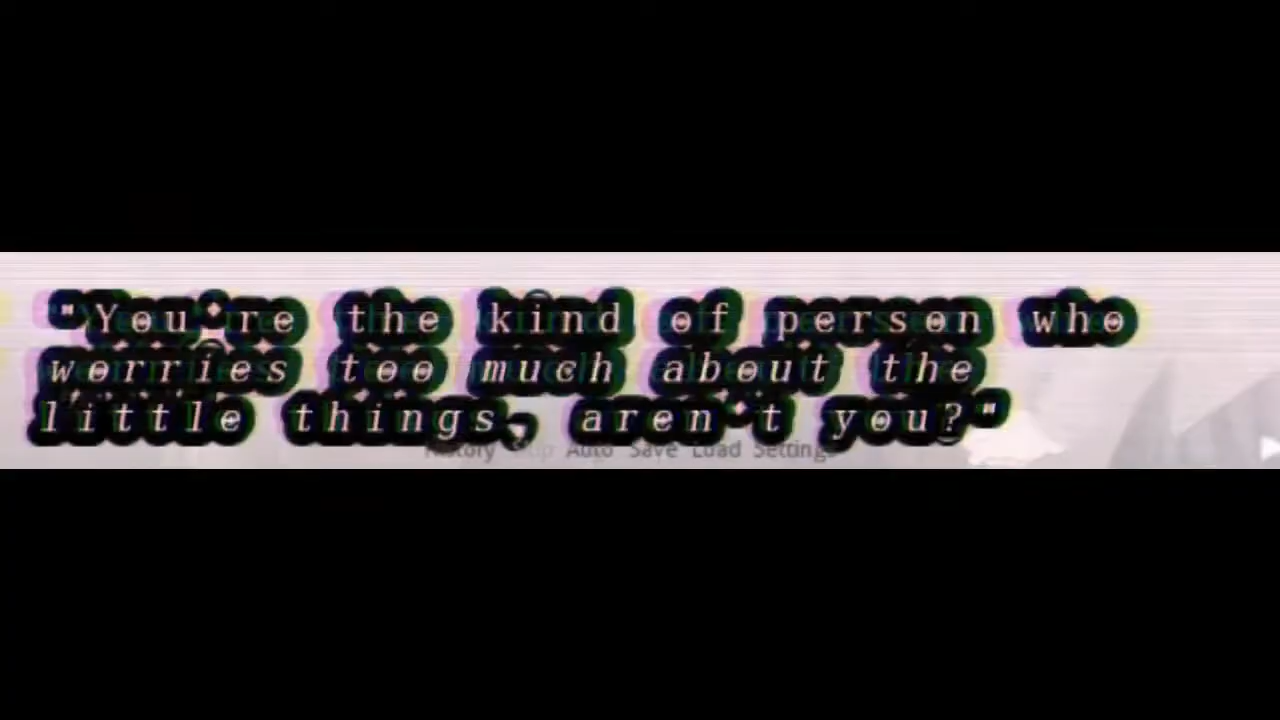 "You're the kind of person who
worries too much about the
little things, aren't you?"
History Skip Auto Save Load Settings